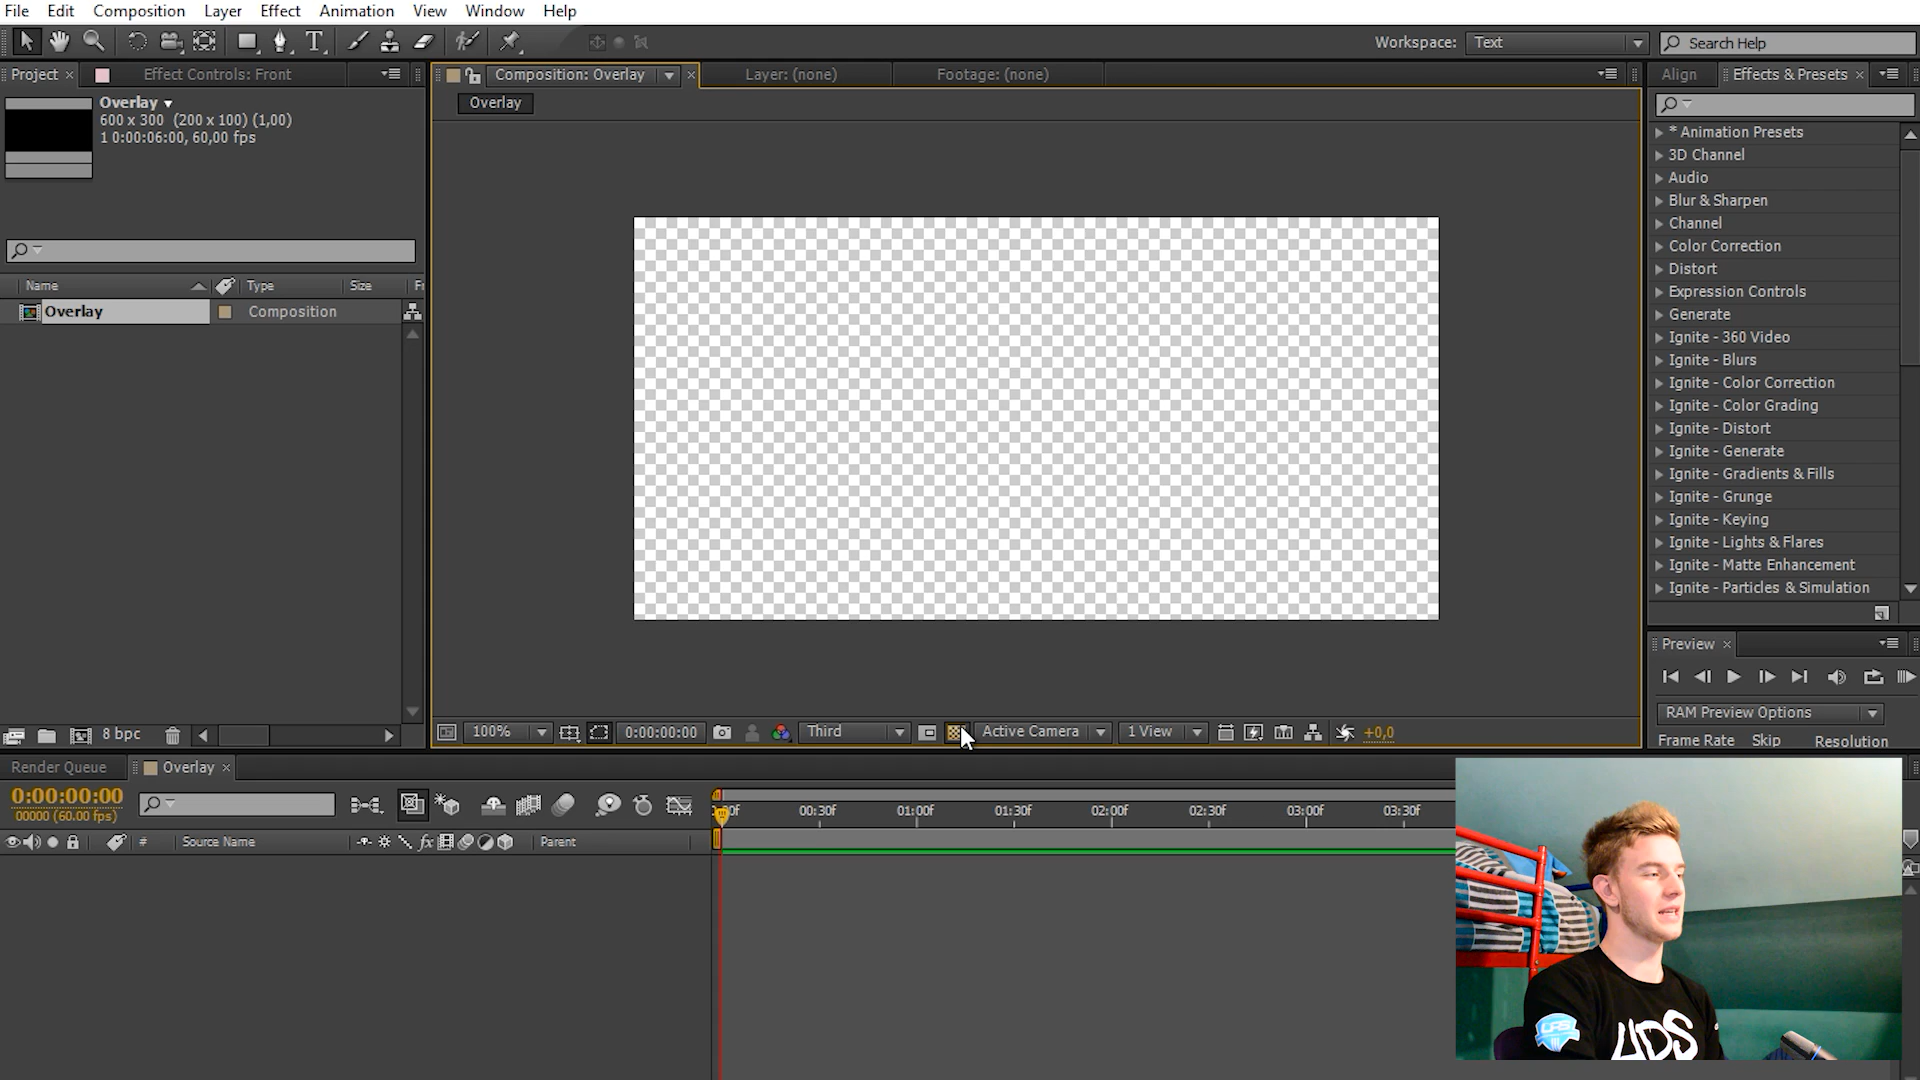 File Edit Composition Layer Effect Animation View Window Help
Workspace: Text Search Help
Project Effect Controls: Front
Composition: Overlay Layer: (none) Footage: (none)
Align Effects & Presets
Overlay
600 x 300 (200 x 100) (1,00)
1 0:00:06:00, 60,00 fps
Overlay
Name Type Size
Overlay Composition
* Animation Presets
3D Channel
Audio
Blur & Sharpen
Channel
Color Correction
Distort
Expression Controls
Generate
Ignite - 360 Video
Ignite - Blurs
Ignite - Color Correction
Ignite - Color Grading
Ignite - Distort
Ignite - Generate
Ignite - Gradients & Fills
Ignite - Grunge
Ignite - Keying
Ignite - Lights & Flares
Ignite - Matte Enhancement
Ignite - Particles & Simulation
Preview
RAM Preview Options
Frame Rate Skip Resolution
8 bpc
100% 0:00:00:00 Third Active Camera 1 View +0,0
Render Queue Overlay
0:00:00:00
00000 (60.00 fps)
00:30f 01:00f 01:30f 02:00f 02:30f 03:00f 03:30f
# Source Name fx Parent
UDS